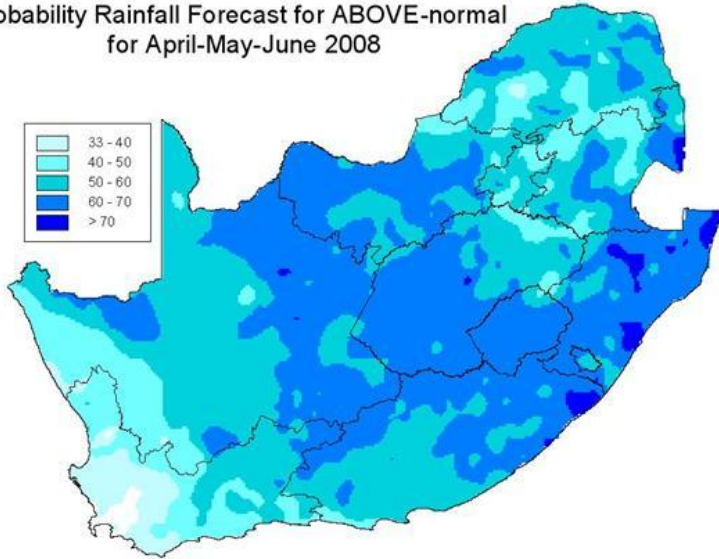 obability Rainfall Forecast for ABOVE-normal
for April-May-June 2008
33 - 40
40 - 50
50 - 60
60 - 70
> 70